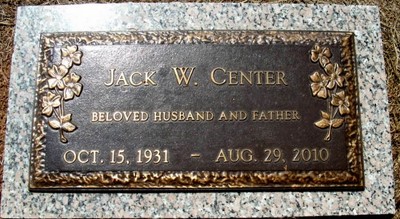 JACK W. CENTER
BELOVED HUSBAND AND FATHER
OCT. 15, 1931 – AUG. 29, 2010